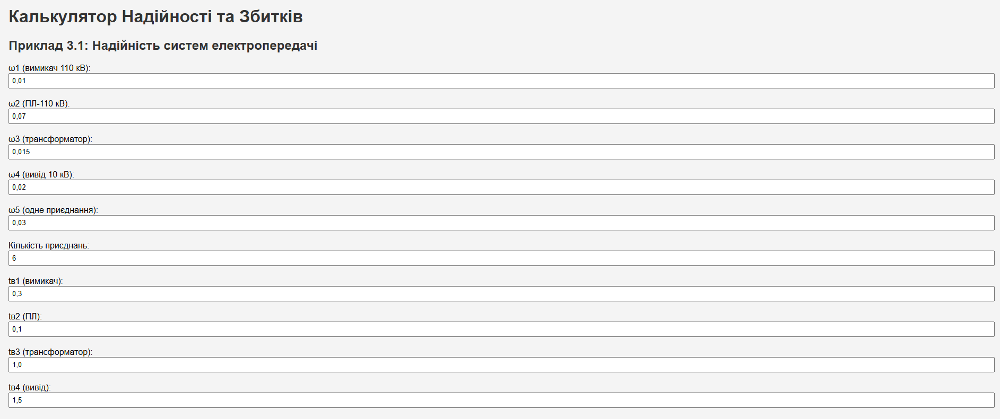 Калькулятор Надійності та Збитків
Приклад 3.1: Надійність систем електропередачі
ω1 (вимикач 110 кВ):
0,01
ω2 (ПЛ-110 кВ):
0,07
ω3 (трансформатор):
0,015
ω4 (вивід 10 кВ):
0,02
ω5 (одне приєднання):
0,03
Кількість приєднань:
6
tв1 (вимикач):
0,3
tв2 (ПЛ):
0,1
tв3 (трансформатор):
1,0
tв4 (вивід):
1,5